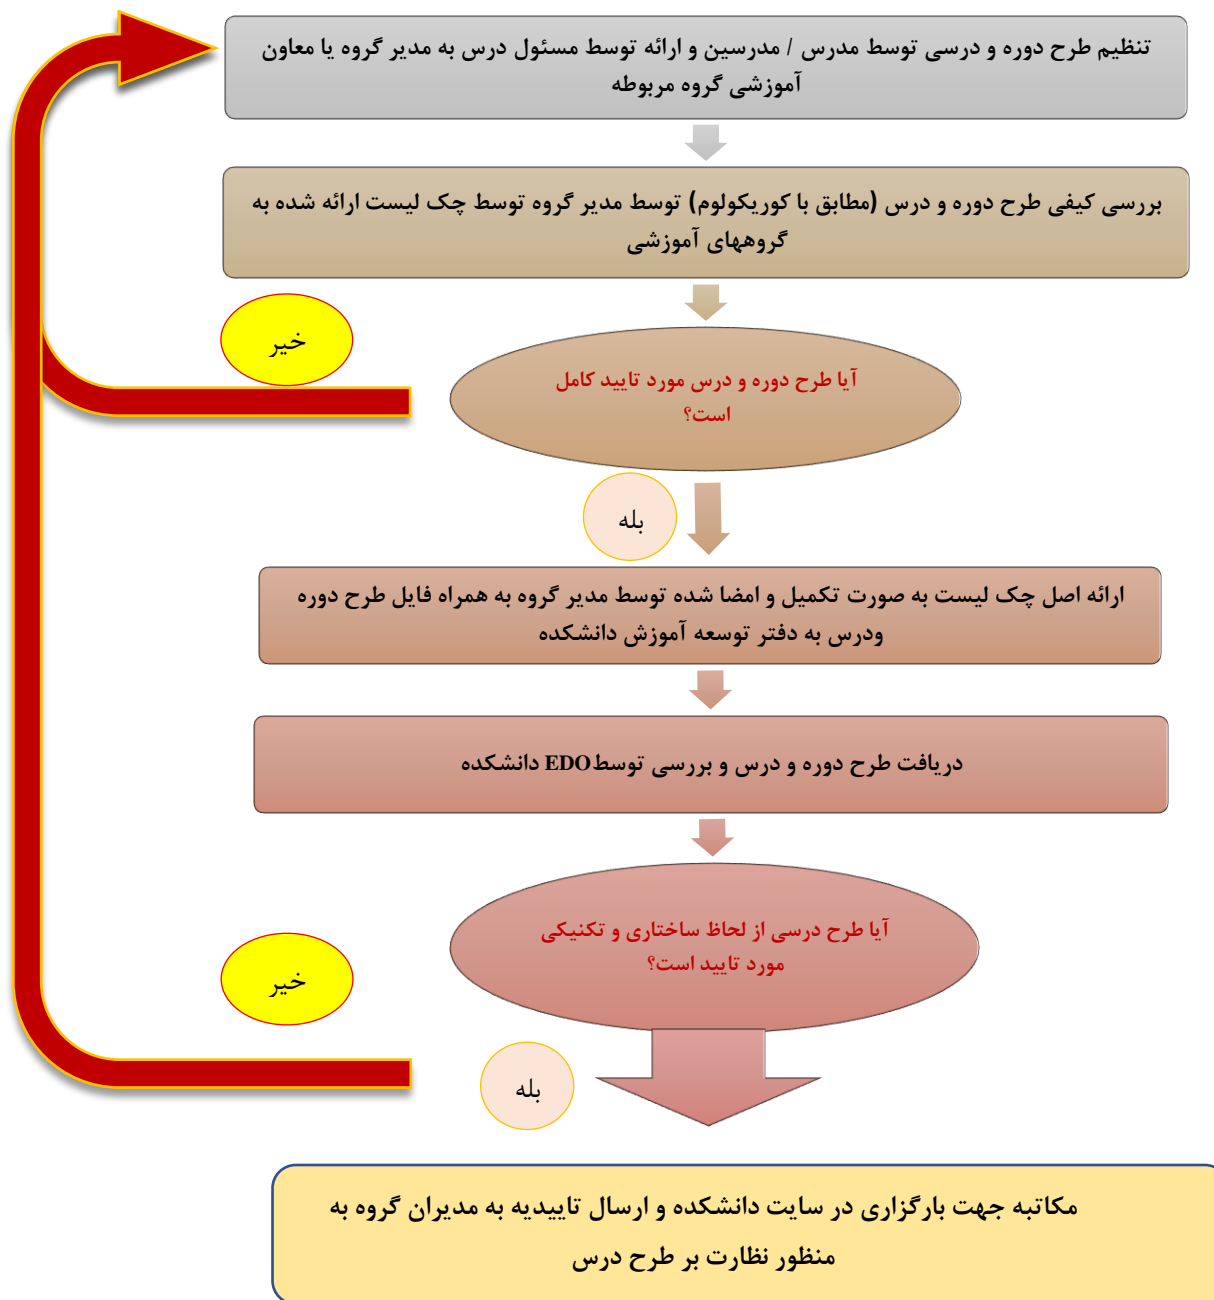 تنظیم طرح دوره و درسی توسط مدرس / مدرسین و ارائه توسط مسئول درس به مدیر گروه یا معاون
آموزشی گروه مربوطه
بررسی کیفی طرح دوره و درس (مطابق با کوریکولوم) توسط مدیر گروه توسط چک لیست ارائه شده به
گروههای آموزشی
خیر
آیا طرح دوره و درس مورد تایید کامل
است؟
بله
ارائه اصل چک لیست به صورت تکمیل و امضا شده توسط مدیر گروه به همراه فایل طرح دوره
ودرس به دفتر توسعه آموزش دانشکده
دریافت طرح دوره و درس و بررسی توسط EDO دانشکده
آیا طرح درسی از لحاظ ساختاری و تکنیکی
مورد تایید است؟
خیر
بله
مکاتبه جهت بارگزاری در سایت دانشکده و ارسال تاییدیه به مدیران گروه به
منظور نظارت بر طرح درس